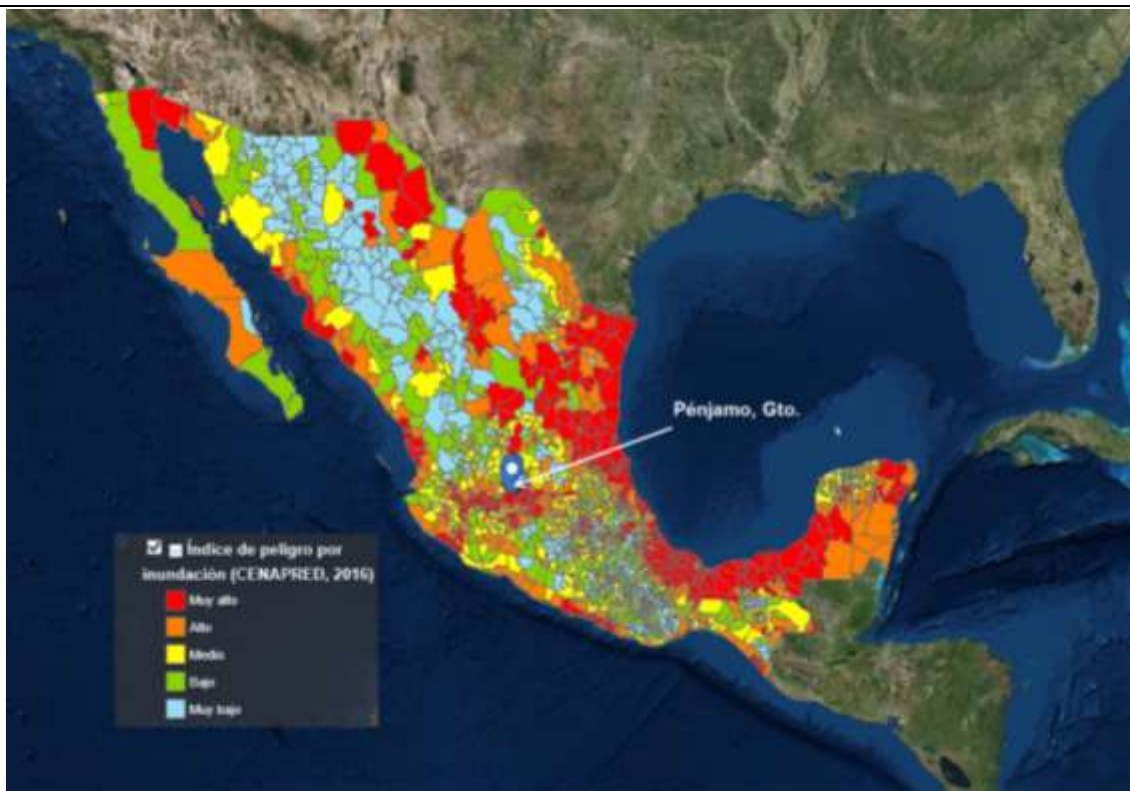 Pénjamo, Gto.
Índice de peligro por
inundación (CENAPRED, 2016)
Muy alto
Alto
Medio
Bajo
Muy bajo